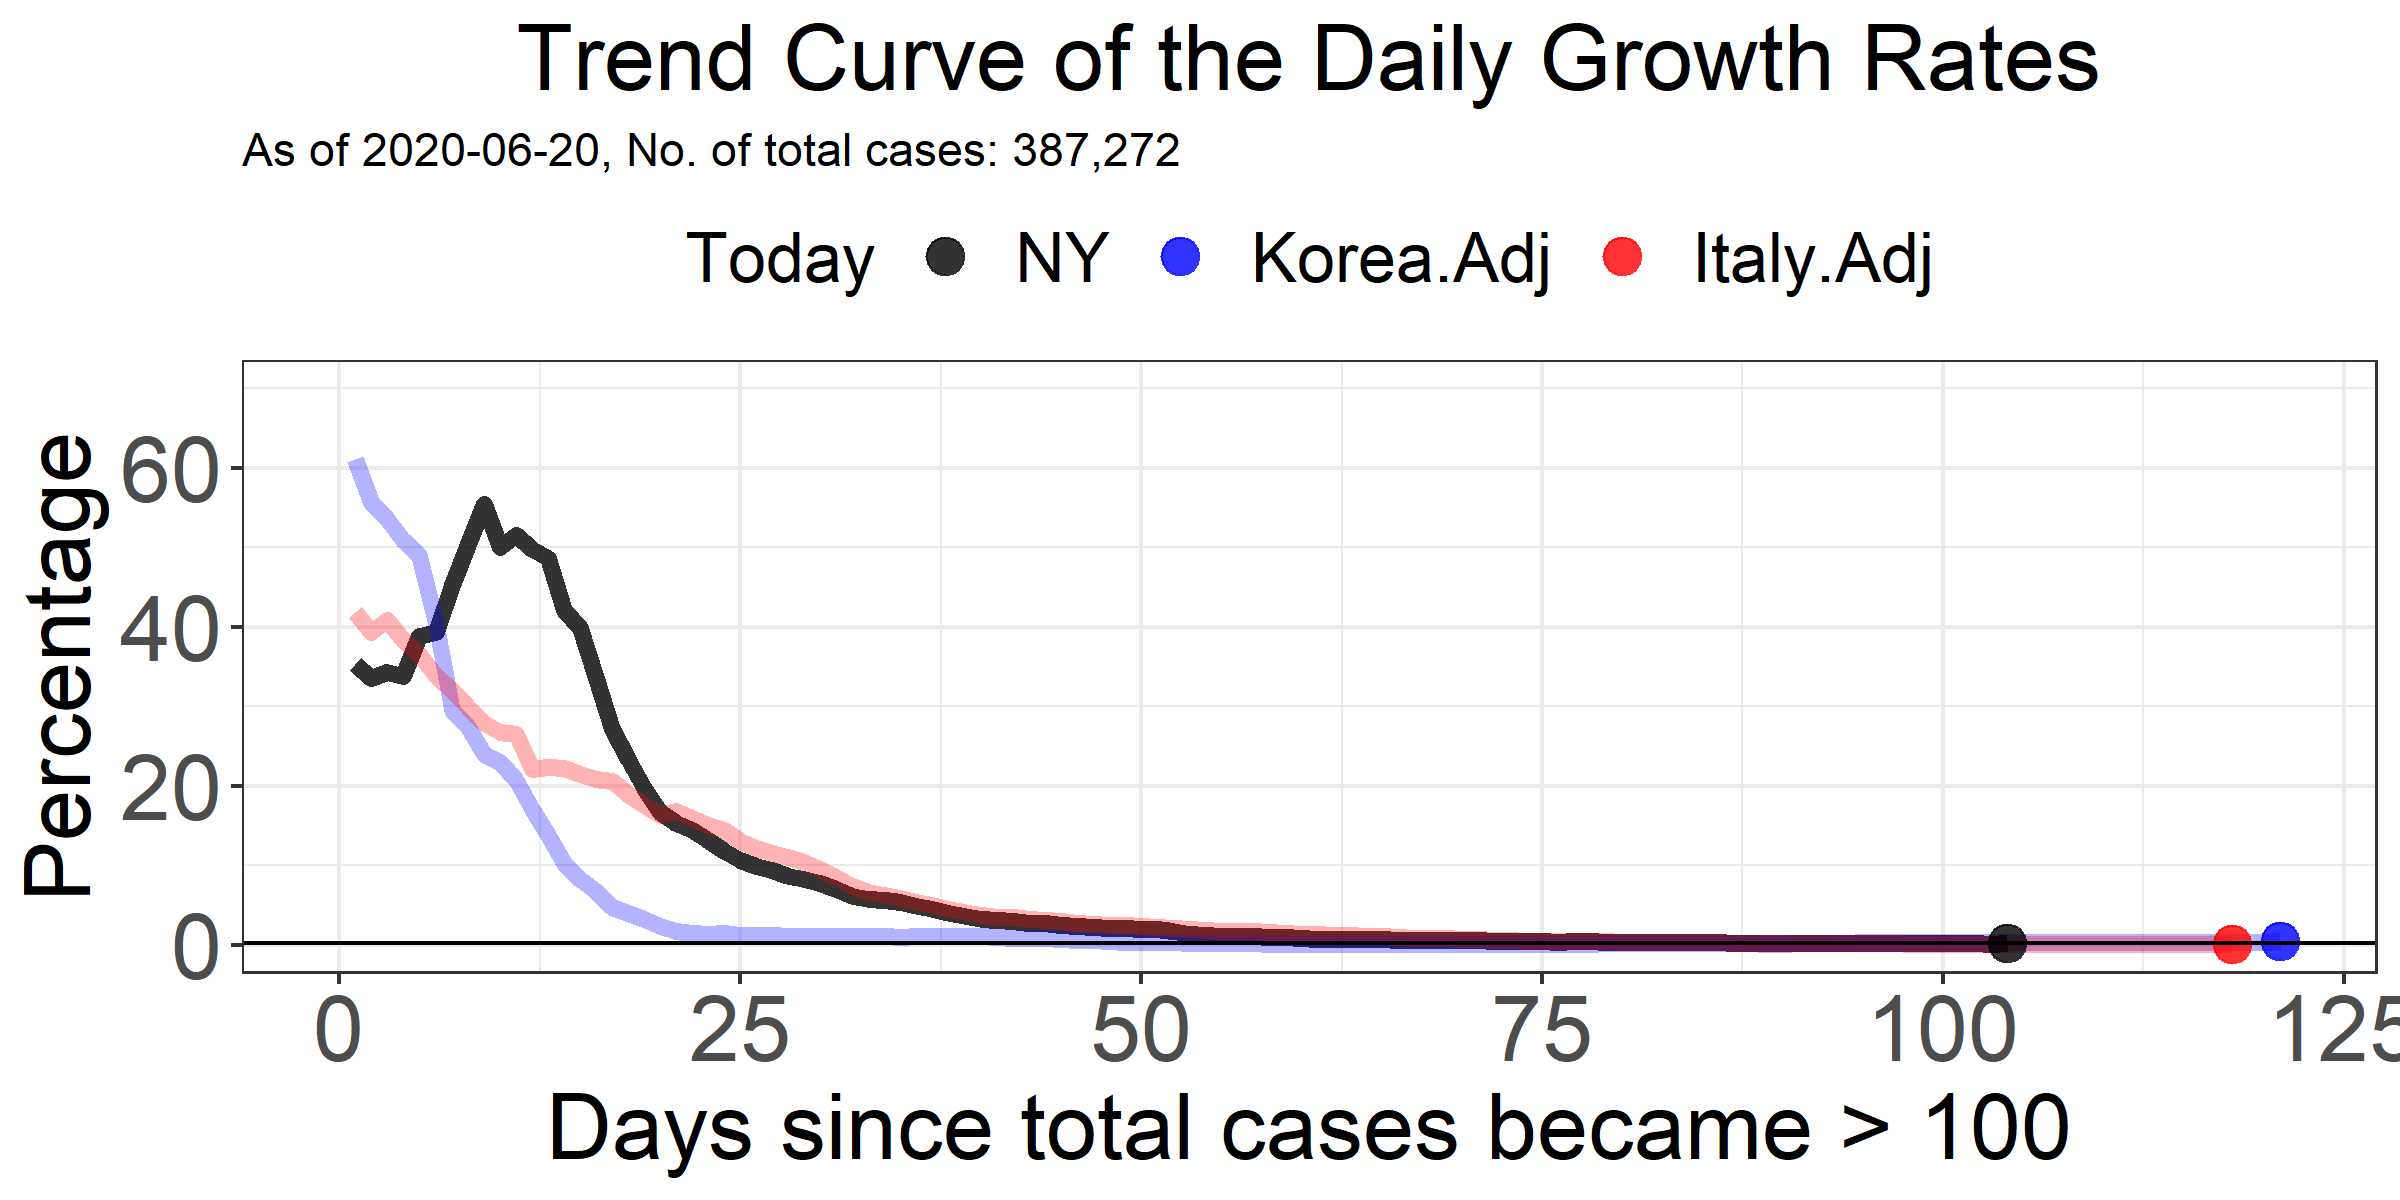 Trend Curve of the Daily Growth Rates
As of 2020-06-20, No. of total cases: 387,272
Today NY Korea.Adj Italy.Adj
Percentage
60
40
20
0
0 25 50 75 100 125
Days since total cases became > 100